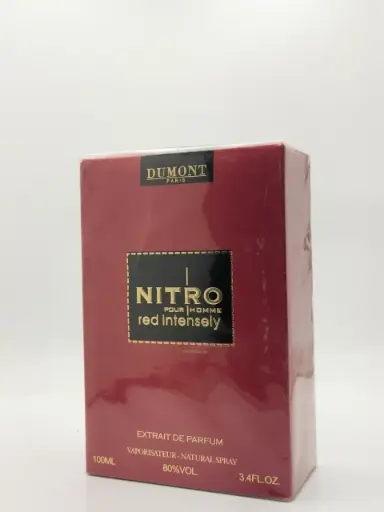 DUMONT
PARIS
NITRO
POUR HOMME
red intensely
EXTRAIT DE PARFUM
VAPORISATEUR - NATURAL SPRAY
100ML 80%VOL. 3.4FL.OZ.